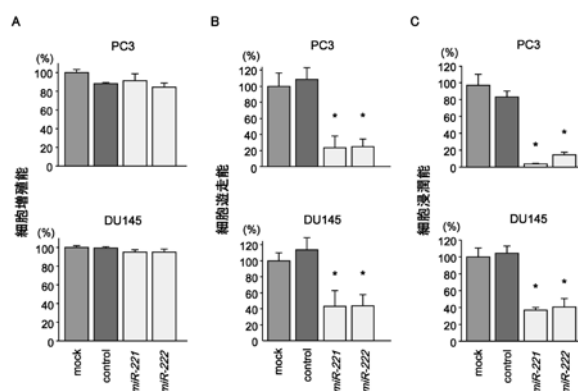 A
PC3
(%)
100
80
60
40
20
0
細胞増殖能
DU145
(%)
100
80
60
40
20
0
mock
control
miR-221
miR-222
B
PC3
(%)
120
100
80
60
40
20
0
* *
細胞遊走能
DU145
(%)
120
100
80
60
40
20
0
* *
mock
control
miR-221
miR-222
C
PC3
(%)
120
100
80
60
40
20
0
* *
細胞浸潤能
DU145
(%)
120
100
80
60
40
20
0
* *
mock
control
miR-221
miR-222